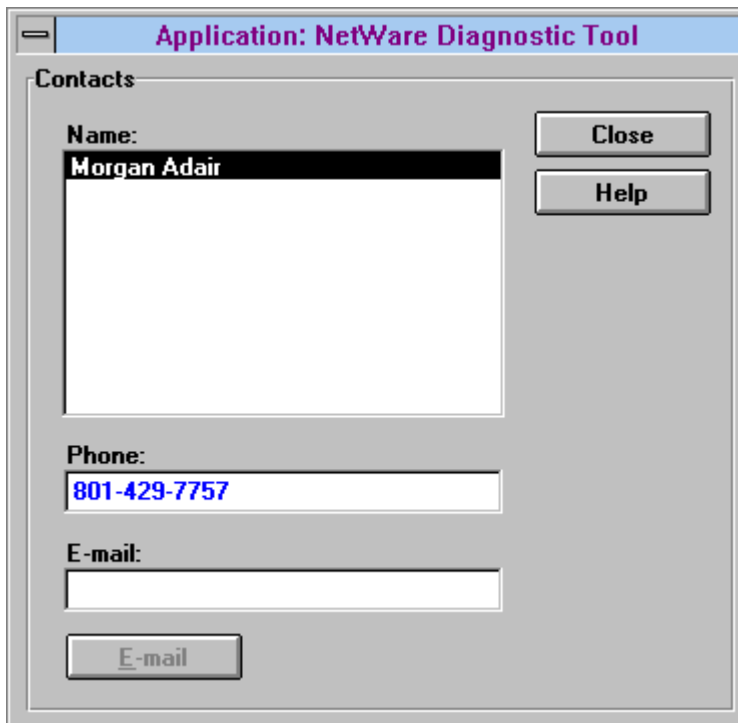 Application: NetWare Diagnostic Tool
Contacts
Name:
Morgan Adair
Close
Help
Phone:
801-429-7757
E-mail:
E-mail